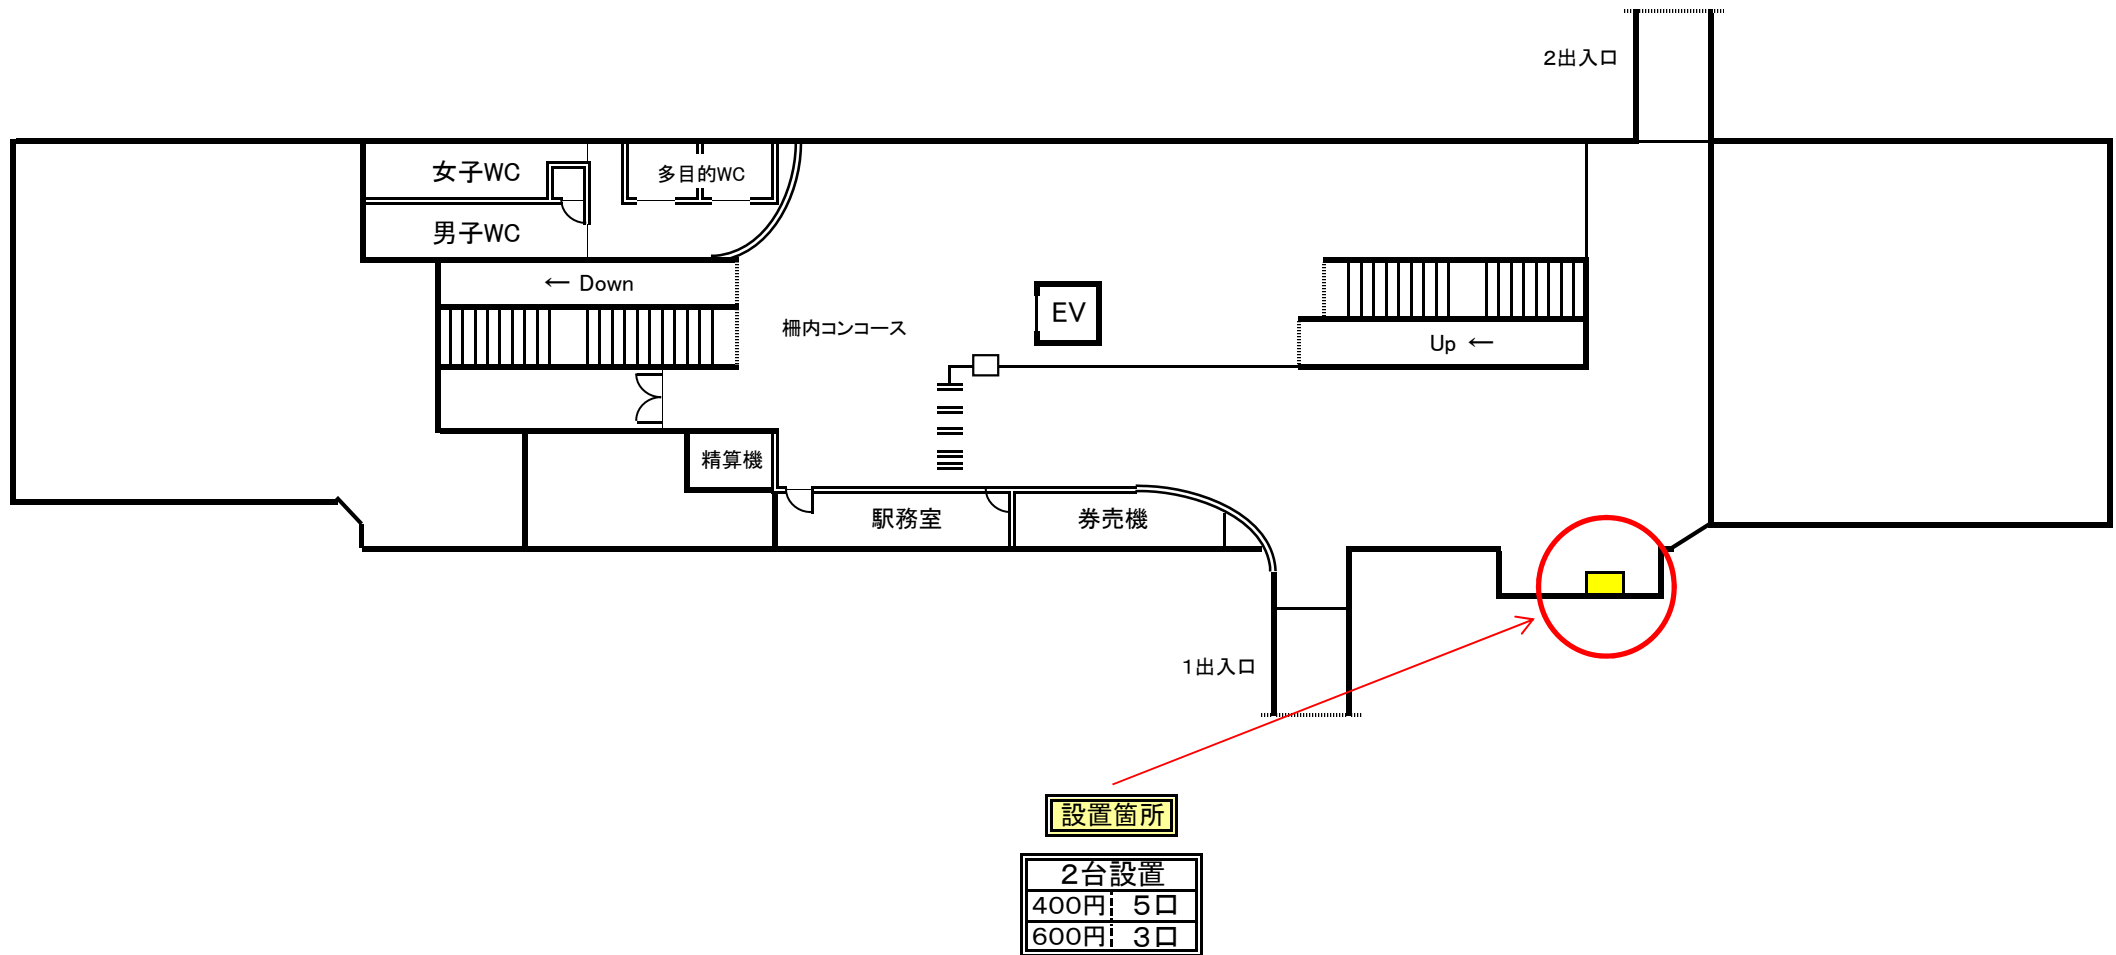 2出入口
女子WC
多目的WC
男子WC
← Down
EV
柵内コンコース
Up ←
精算機
駅務室
券売機
1出入口
設置箇所
2台設置
400円 5口
600円 3口